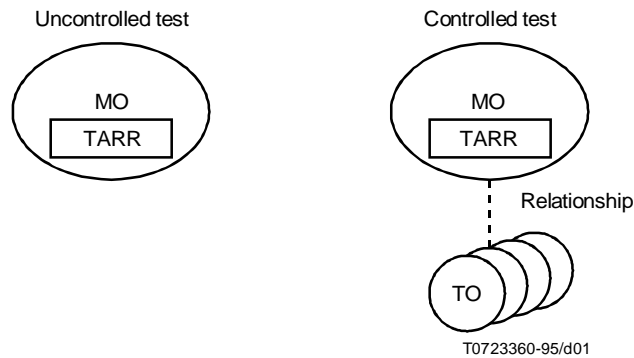 Uncontrolled test
Controlled test
MO
TARR
MO
TARR
Relationship
TO
T0723360-95/d01